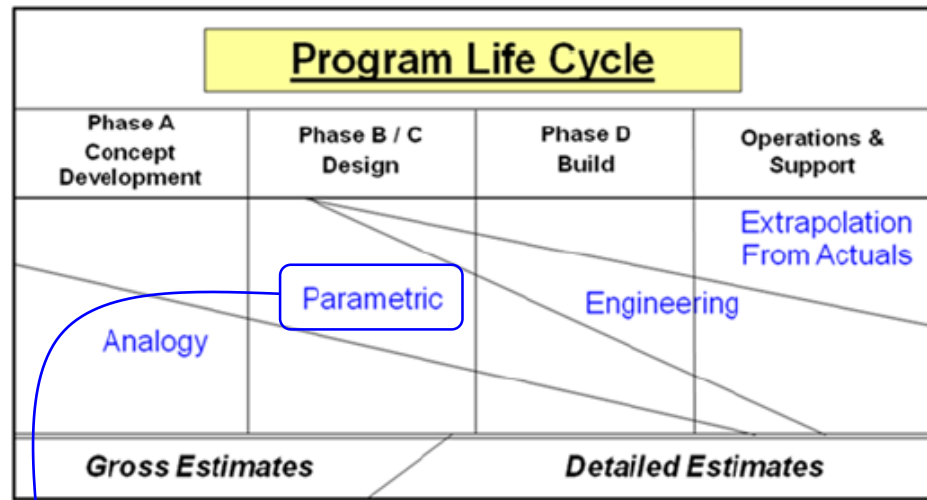 Program Life Cycle
Phase A
Concept
Development
Phase B / C
Design
Phase D
Build
Operations &
Support
Extrapolation
From Actuals
Parametric
Engineering
Analogy
Gross Estimates
Detailed Estimates